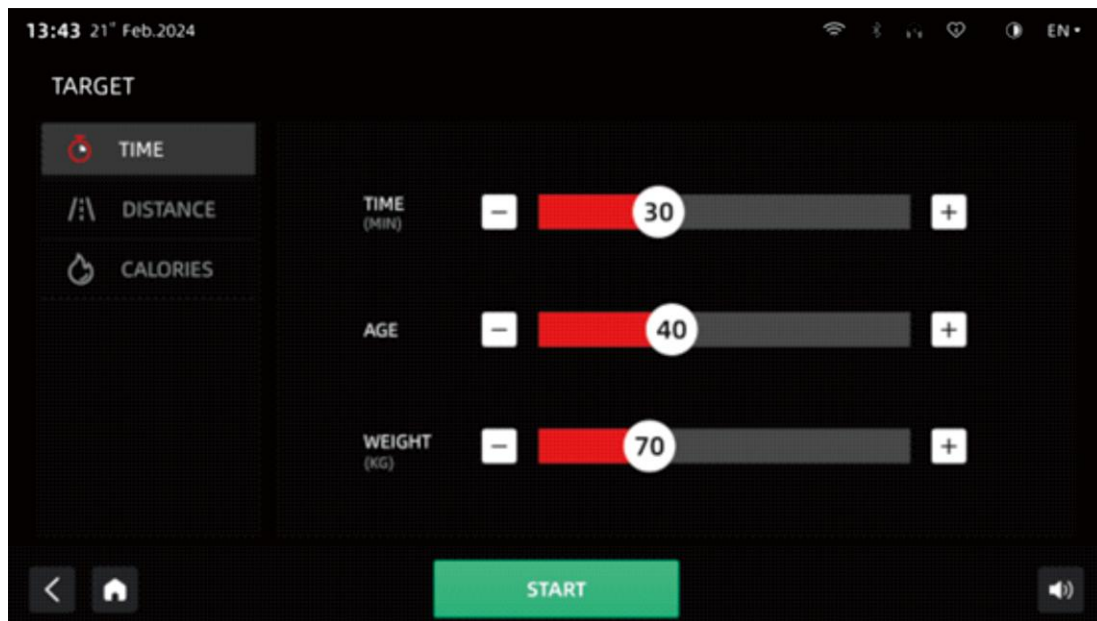 13:43 21" Feb.2024 EN
TARGET
TIME
DISTANCE
CALORIES
TIME
(MIN)
− 30 +
AGE − 40 +
WEIGHT
(KG)
− 70 +
START